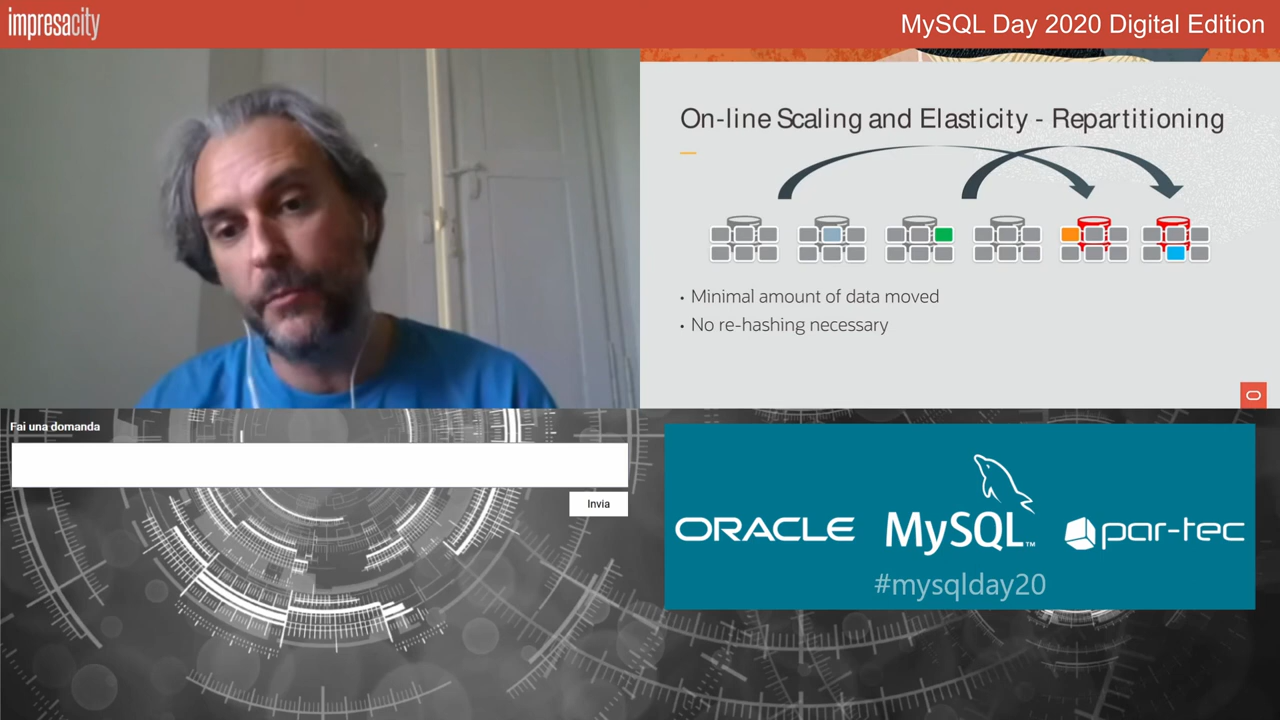 impresacity
MySQL Day 2020 Digital Edition
On-line Scaling and Elasticity - Repartitioning
• Minimal amount of data moved
• No re-hashing necessary
Fai una domanda
Invia
ORACLE
MySQL™
par-tec
#mysqlday20